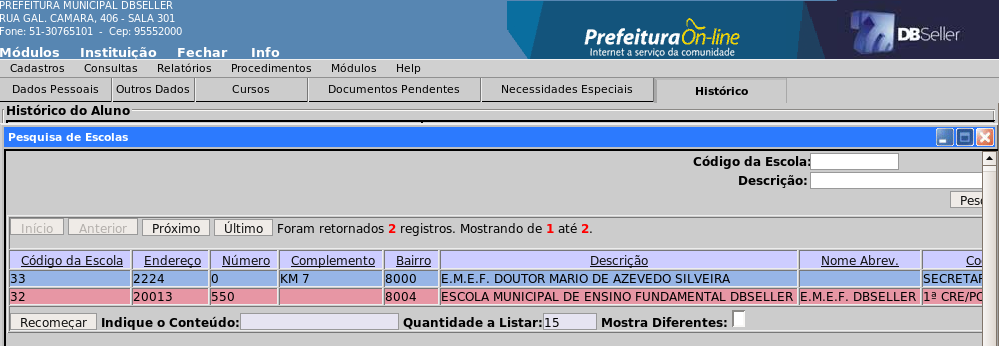 PREFEITURA MUNICIPAL DBSELLER
RUA GAL. CAMARA, 406 - SALA 301
Fone: 51-30765101 - Cep: 95552000
PrefeituraOn-line
Internet a serviço da comunidade
DBSeller
Módulos Instituição Fechar Info
Cadastros Consultas Relatórios Procedimentos Módulos Help
Dados Pessoais Outros Dados Cursos Documentos Pendentes Necessidades Especiais Histórico
Histórico do Aluno
Pesquisa de Escolas
Código da Escola:
Descrição:
Pes
Início Anterior Próximo Último Foram retornados 2 registros. Mostrando de 1 até 2.
Código da Escola Endereço Número Complemento Bairro Descrição Nome Abrev. Co
33 2224 0 KM 7 8000 E.M.E.F. DOUTOR MARIO DE AZEVEDO SILVEIRA SECRETAR
32 20013 550 8004 ESCOLA MUNICIPAL DE ENSINO FUNDAMENTAL DBSELLER E.M.E.F. DBSELLER 1ª CRE/PO
Recomeçar Indique o Conteúdo: Quantidade a Listar: 15 Mostra Diferentes: